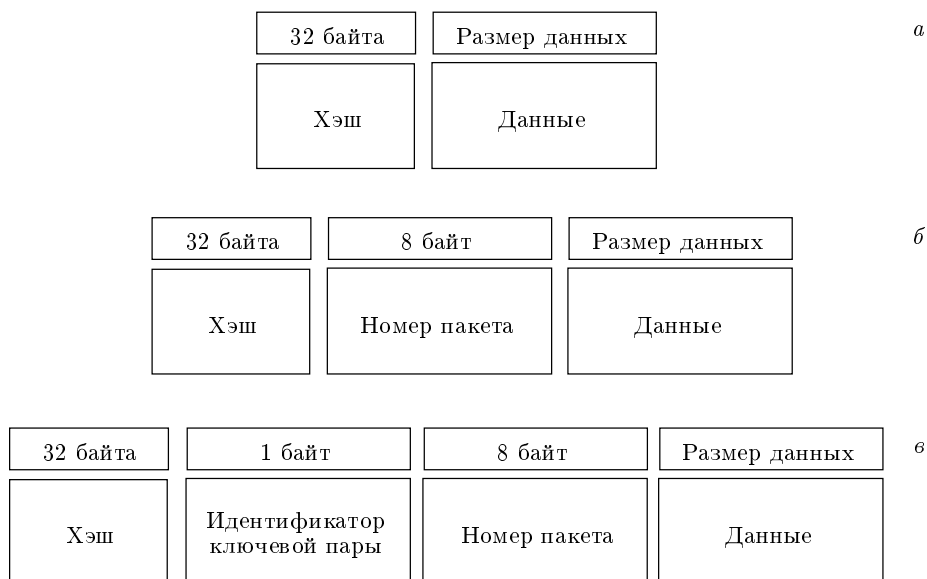 32 байта Размер данных а
Хэш Данные
32 байта 8 байт Размер данных б
Хэш Номер пакета Данные
32 байта 1 байт 8 байт Размер данных в
Идентификатор
Хэш ключевой пары Номер пакета Данные